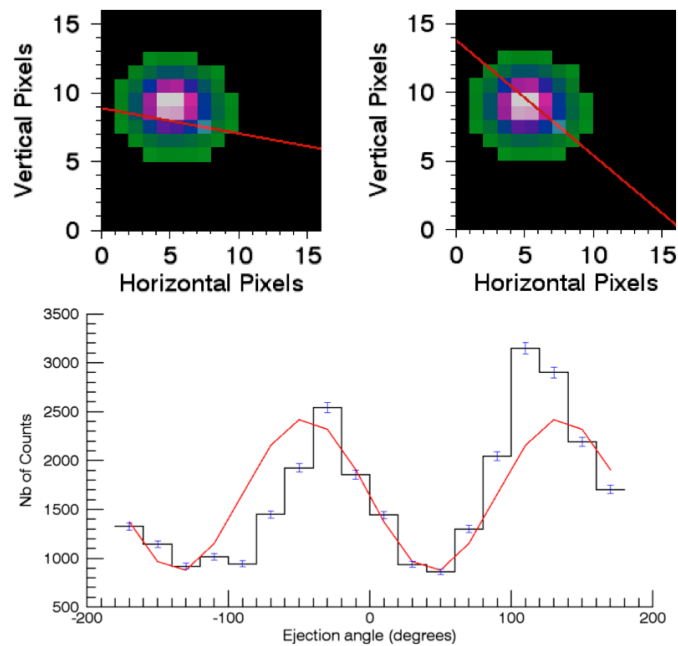 15
10
5
0
Vertical Pixels
0 5 10 15
Horizontal Pixels
15
10
5
0
Vertical Pixels
0 5 10 15
Horizontal Pixels
3500
3000
2500
2000
1500
1000
500
Nb of Counts
-200 -100 0 100 200
Ejection angle (degrees)